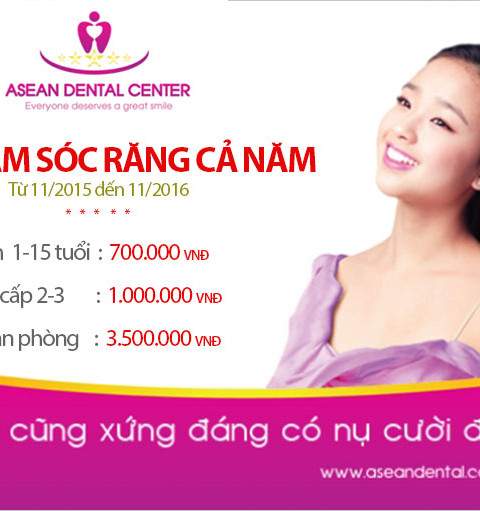 ASEAN DENTAL CENTER
Everyone deserves a great smile
SÓC RĂNG CẢ NĂM
Từ 11/2015 đến 11/2016
* * * * *
1-15 tuổi : 700.000 VNĐ
cấp 2-3 : 1.000.000 VNĐ
phòng : 3.500.000 VNĐ
cũng xứng đáng có nụ cười
www.aseandental.co